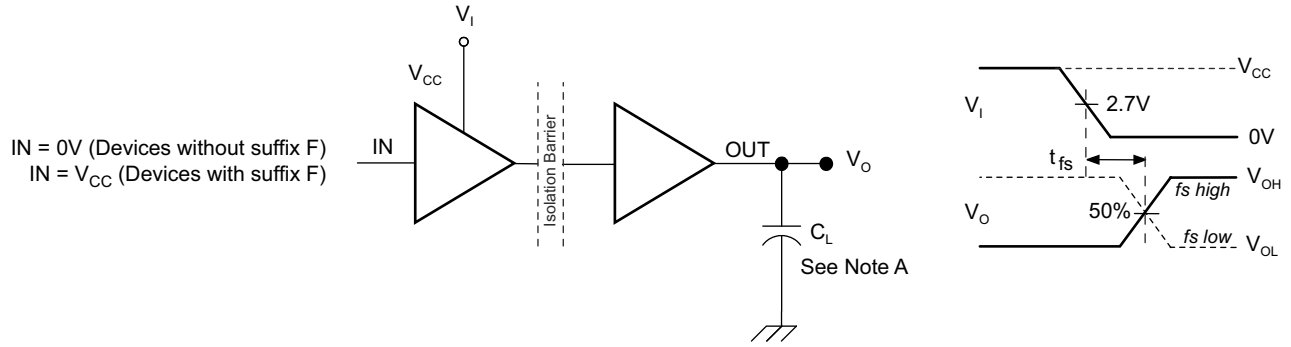 V_I
V_CC
IN = 0V (Devices without suffix F)
IN = V_CC (Devices with suffix F)
IN
Isolation Barrier
OUT
V_O
C_L
See Note A
V_I
V_CC
2.7V
0V
t_fs
V_O
50%
fs high
V_OH
fs low
V_OL